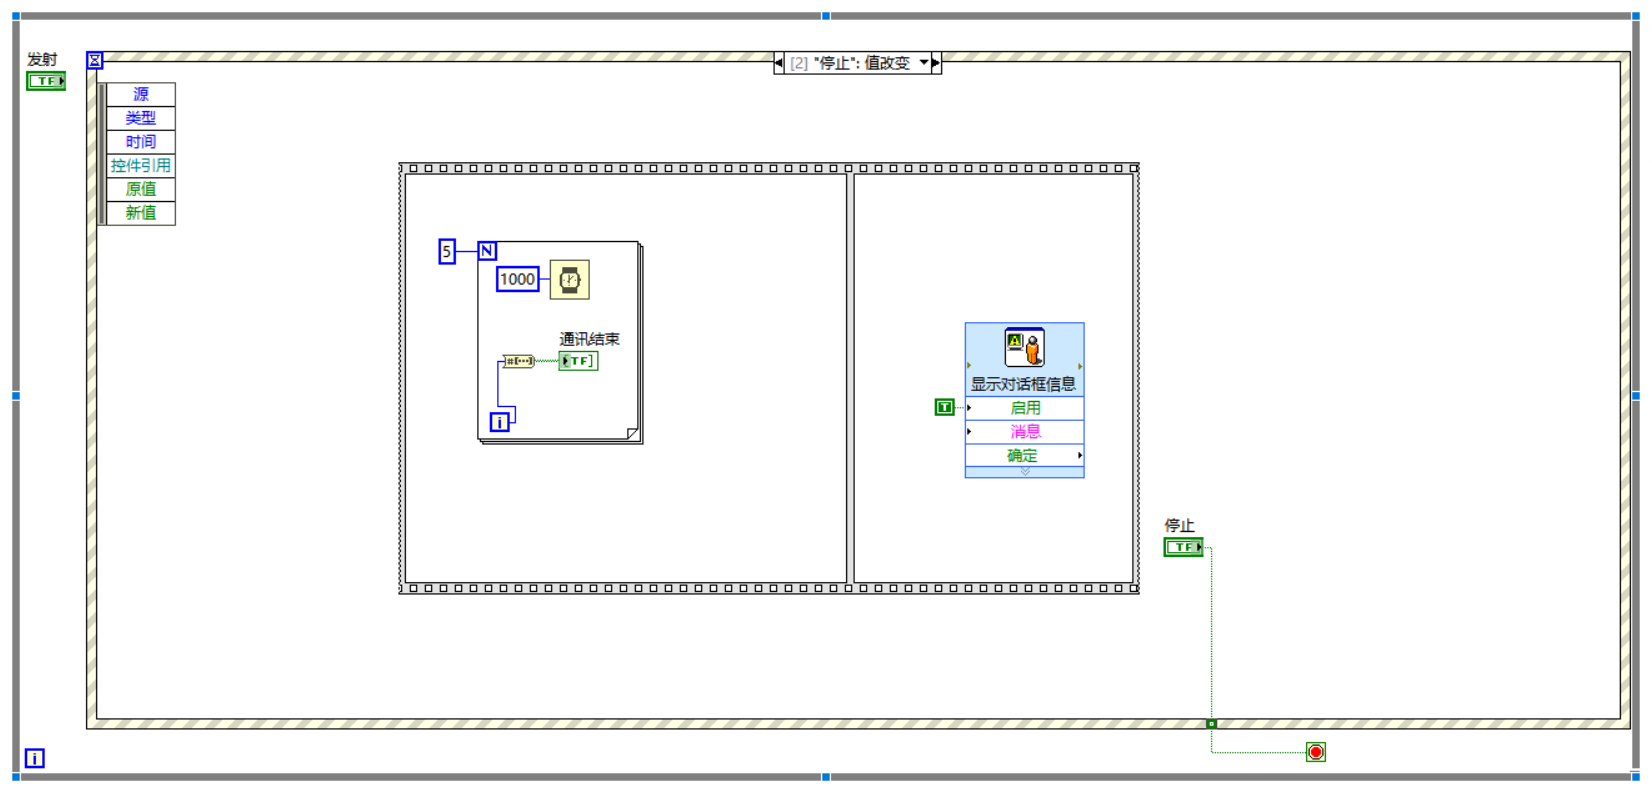 发射
TF
[2] "停止": 值改变
源
类型
时间
控件引用
原值
新值
5
N
1000
通讯结束
#[...]
TF]
i
A
显示对话框信息
T
启用
消息
确定
停止
TF
i